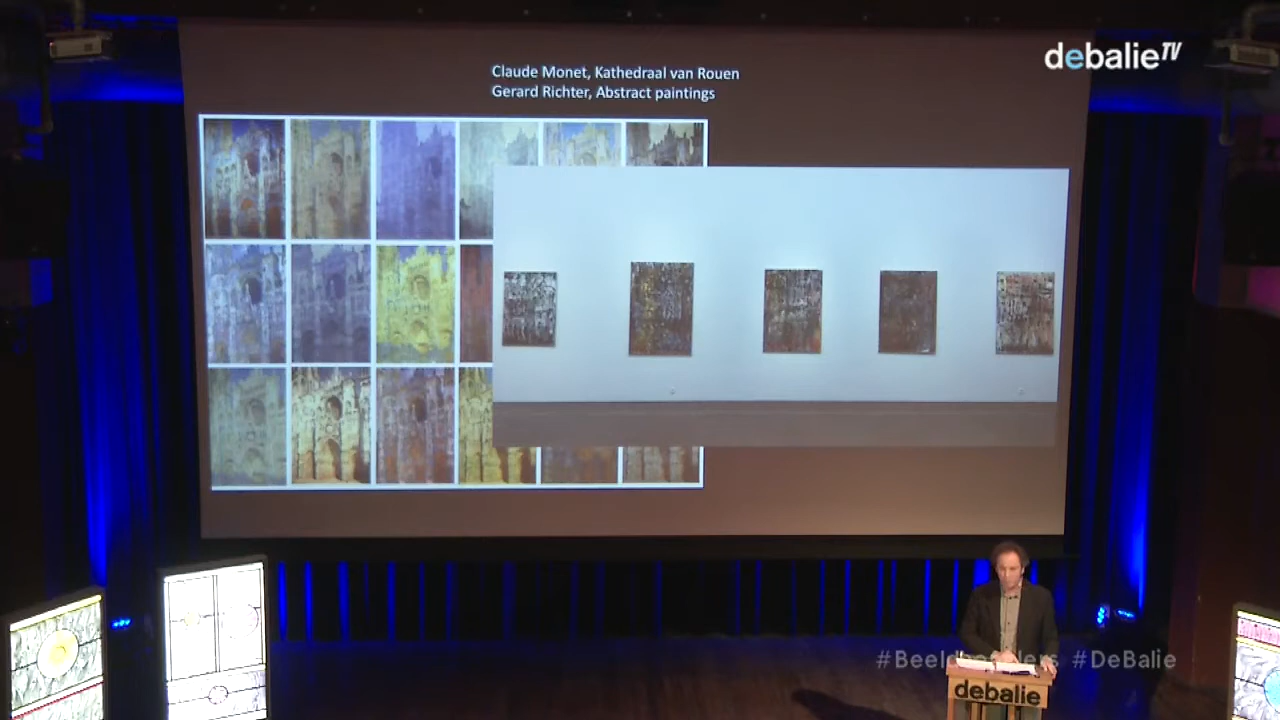 debalieTV
Claude Monet, Kathedraal van Rouen
Gerard Richter, Abstract paintings
#DeBalie
debalie